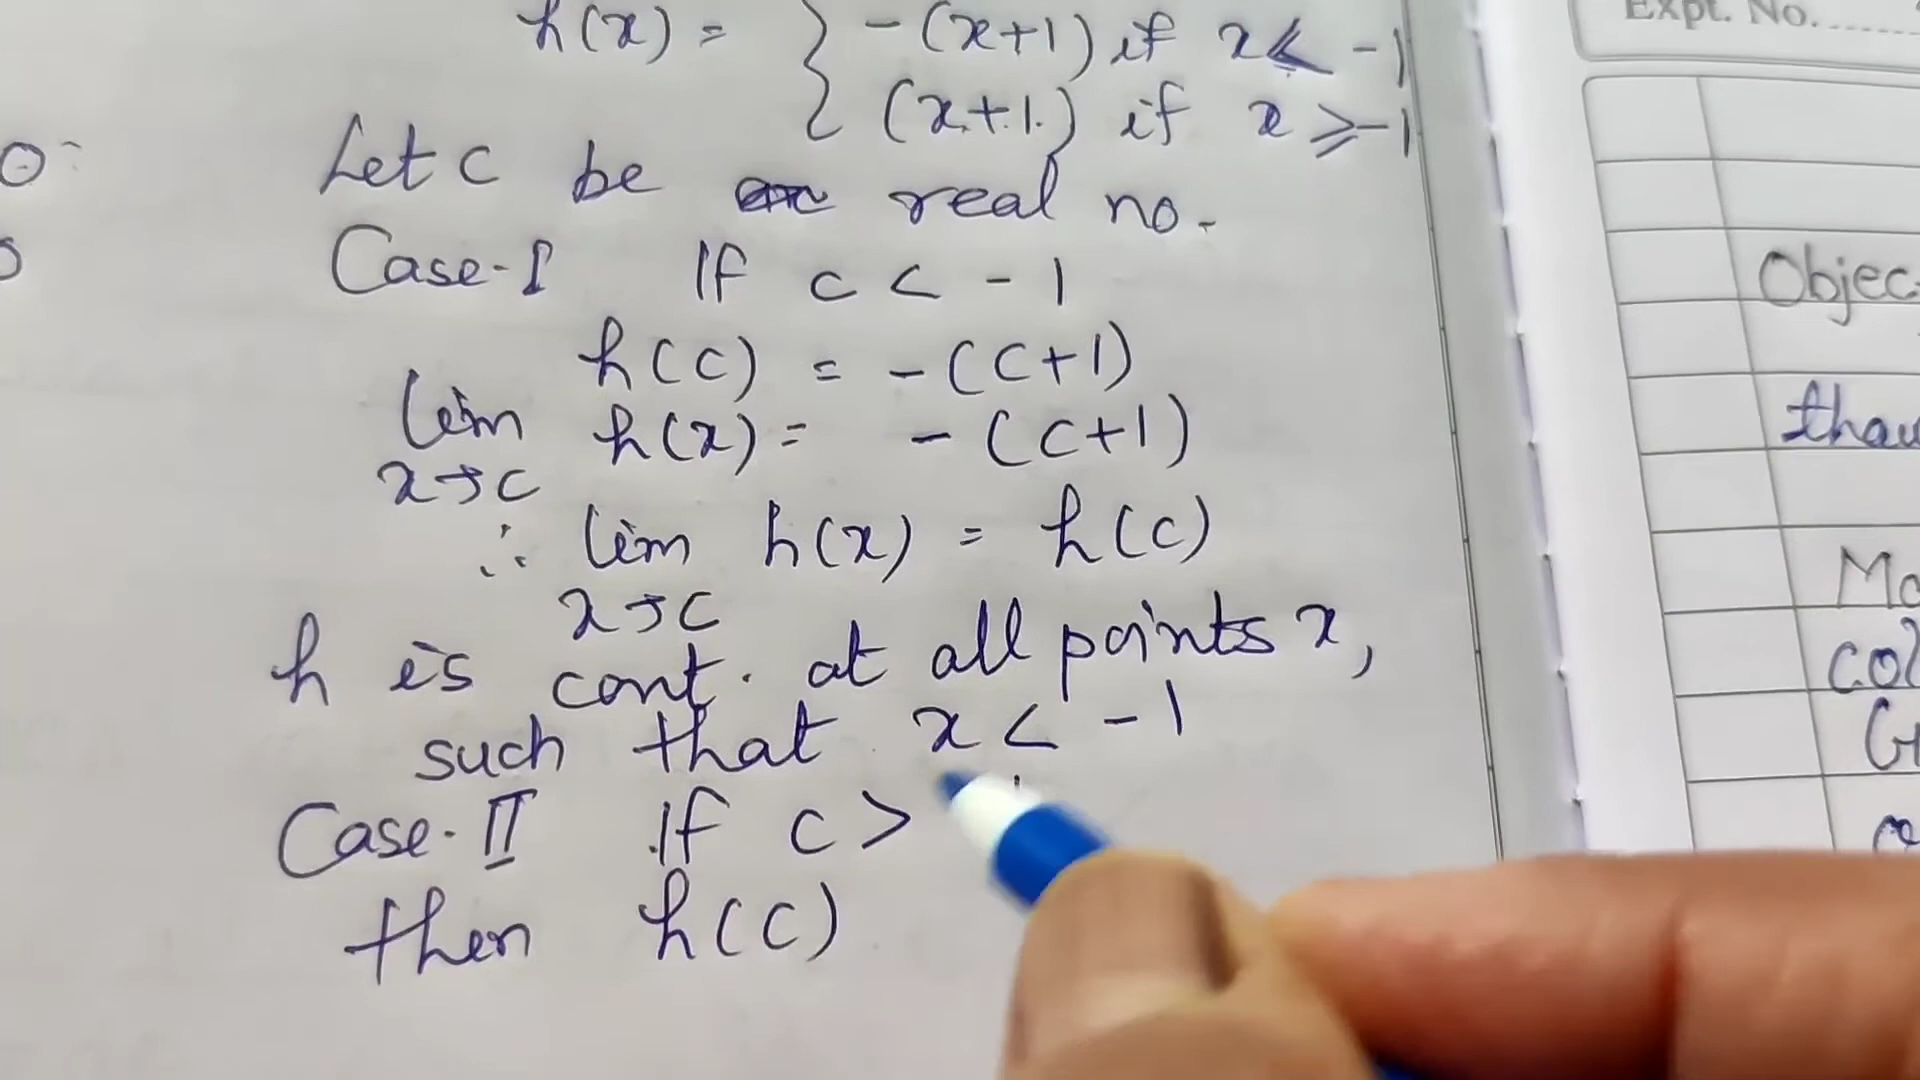 h(x) = { -(x+1) if x < -1
(x+1) if x ≥ -1
Let c be real no.
Case-I If c < -1
h(c) = -(c+1)
lim h(x) = -(c+1)
x→c
∴ lim h(x) = h(c)
x→c
h is cont. at all points x,
such that x < -1
Case-II If c >
then h(c)
Expt. No.
Objec
thau
Mo
col